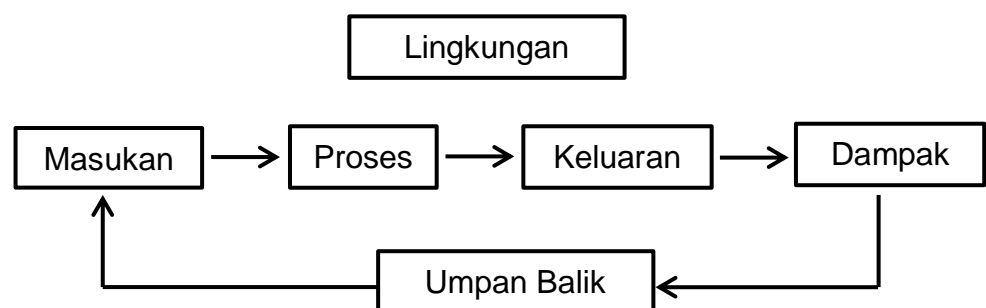 Lingkungan
Masukan
Proses
Keluaran
Dampak
Umpan Balik